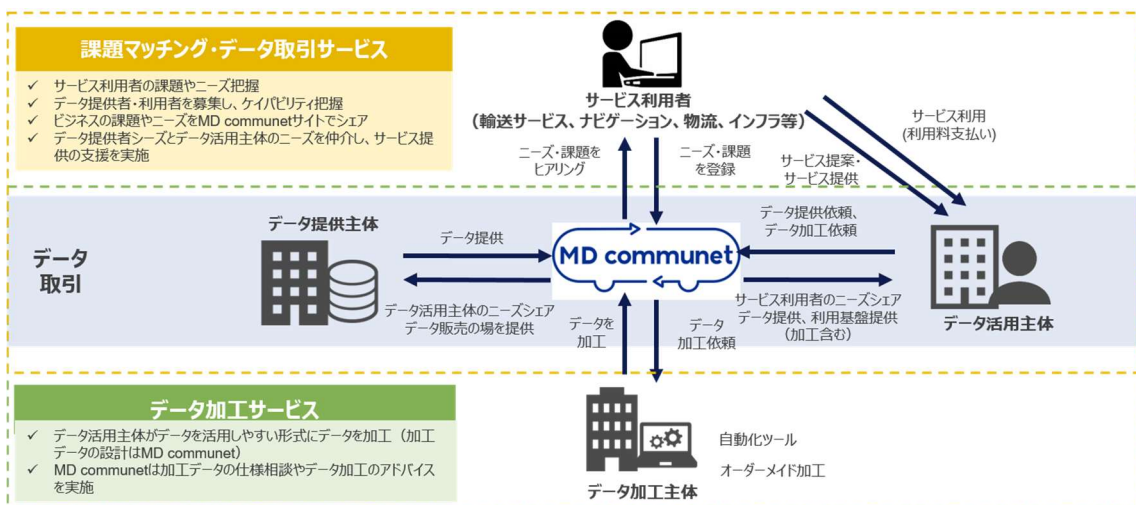 課題マッチング・データ取引サービス
✓ サービス利用者の課題やニーズ把握
✓ データ提供者・利用者を募集し、ケイパビリティ把握
✓ ビジネスの課題やニーズをMD communetサイトでシェア
✓ データ提供者シーズとデータ活用主体のニーズを仲介し、サービス提
供の支援を実施
サービス利用者
(輸送サービス、ナビゲーション、物流、インフラ等)
サービス利用
(利用料支払い)
サービス提案・
サービス提供
ニーズ・課題を
ヒアリング
ニーズ・課題
を登録
データ
取引
データ提供主体
データ提供
MD communet
データ提供依頼、
データ加工依頼
データ活用主体のニーズシェア
データ販売の場を提供
データを
加工
データ
加工依頼
サービス利用者のニーズシェア
データ提供、利用基盤提供
(加工含む)
データ活用主体
データ加工サービス
✓ データ活用主体がデータを活用しやすい形式にデータを加工(加工
データの設計はMD communet)
✓ MD communetは加工データの仕様相談やデータ加工のアドバイス
を実施
自動化ツール
オーダーメイド加工
データ加工主体